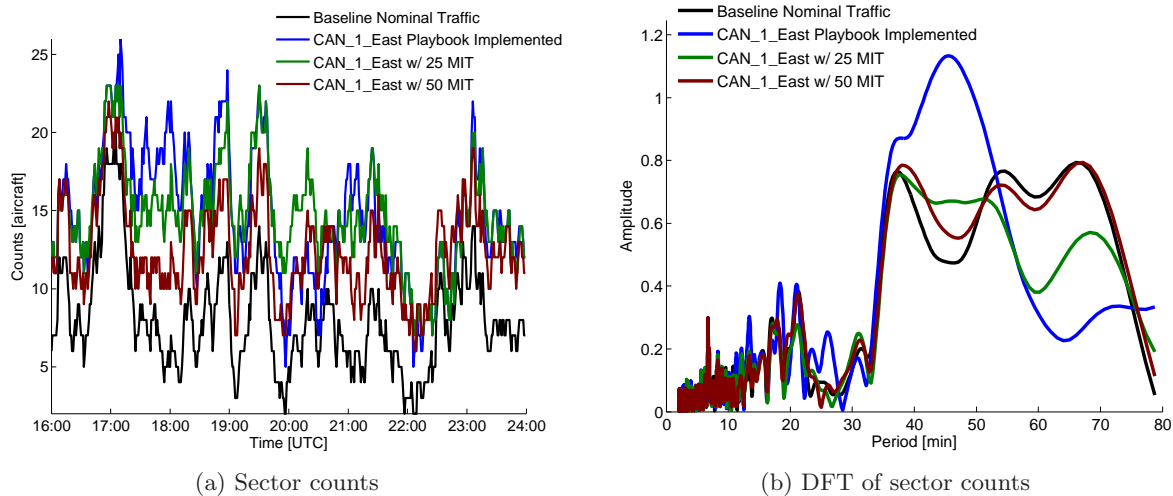 Baseline Nominal Traffic
CAN_1_East Playbook Implemented
CAN_1_East w/ 25 MIT
CAN_1_East w/ 50 MIT
25
20
15
10
5
Counts [aircraft]
16:00 17:00 18:00 19:00 20:00 21:00 22:00 23:00 24:00
Time [UTC]
(a) Sector counts
Baseline Nominal Traffic
CAN_1_East Playbook Implemented
CAN_1_East w/ 25 MIT
CAN_1_East w/ 50 MIT
1.2
1
0.8
0.6
0.4
0.2
0
Amplitude
0 10 20 30 40 50 60 70 80
Period [min]
(b) DFT of sector counts